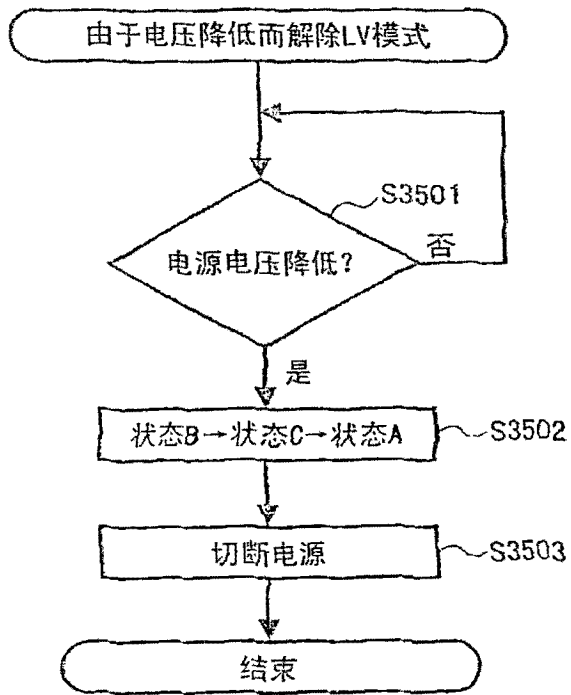 由于电压降低而解除LV模式
S3501
电源电压降低?
否
是
状态B→状态C→状态A
S3502
切断电源
S3503
结束